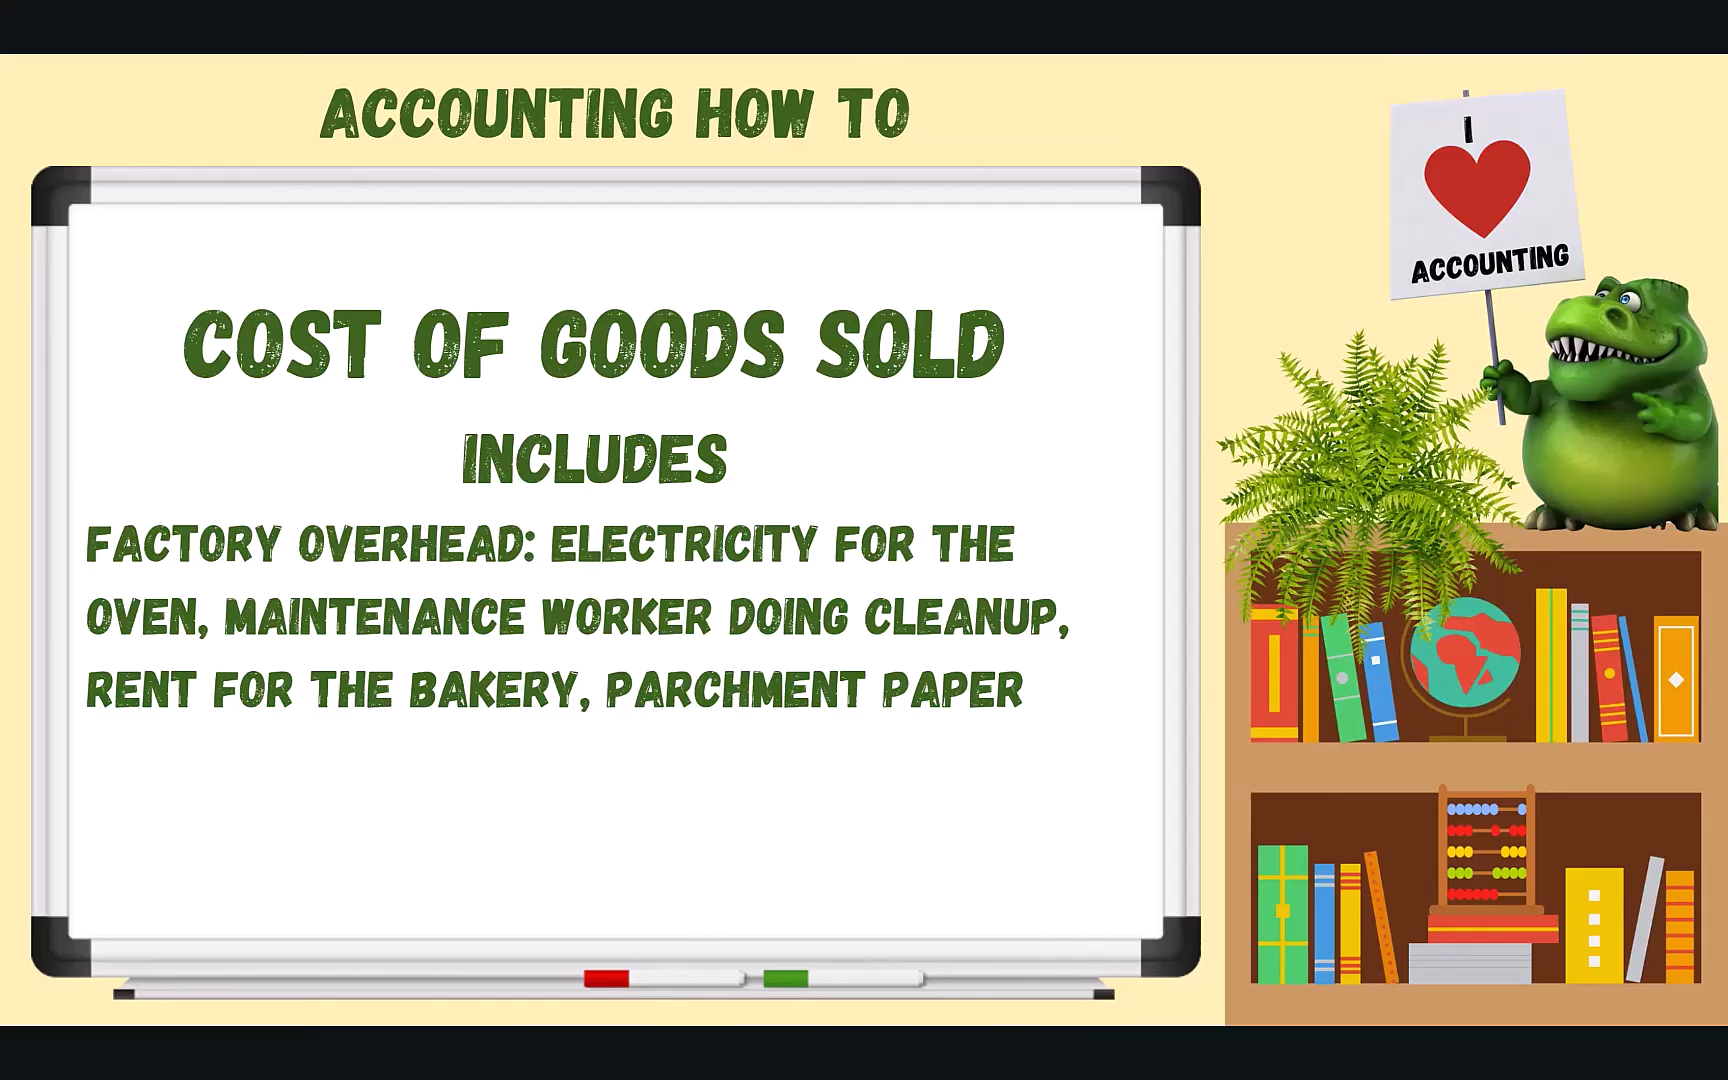 ACCOUNTING HOW TO
I
ACCOUNTING
COST OF GOODS SOLD
INCLUDES
FACTORY OVERHEAD: ELECTRICITY FOR THE
OVEN, MAINTENANCE WORKER DOING CLEANUP,
RENT FOR THE BAKERY, PARCHMENT PAPER